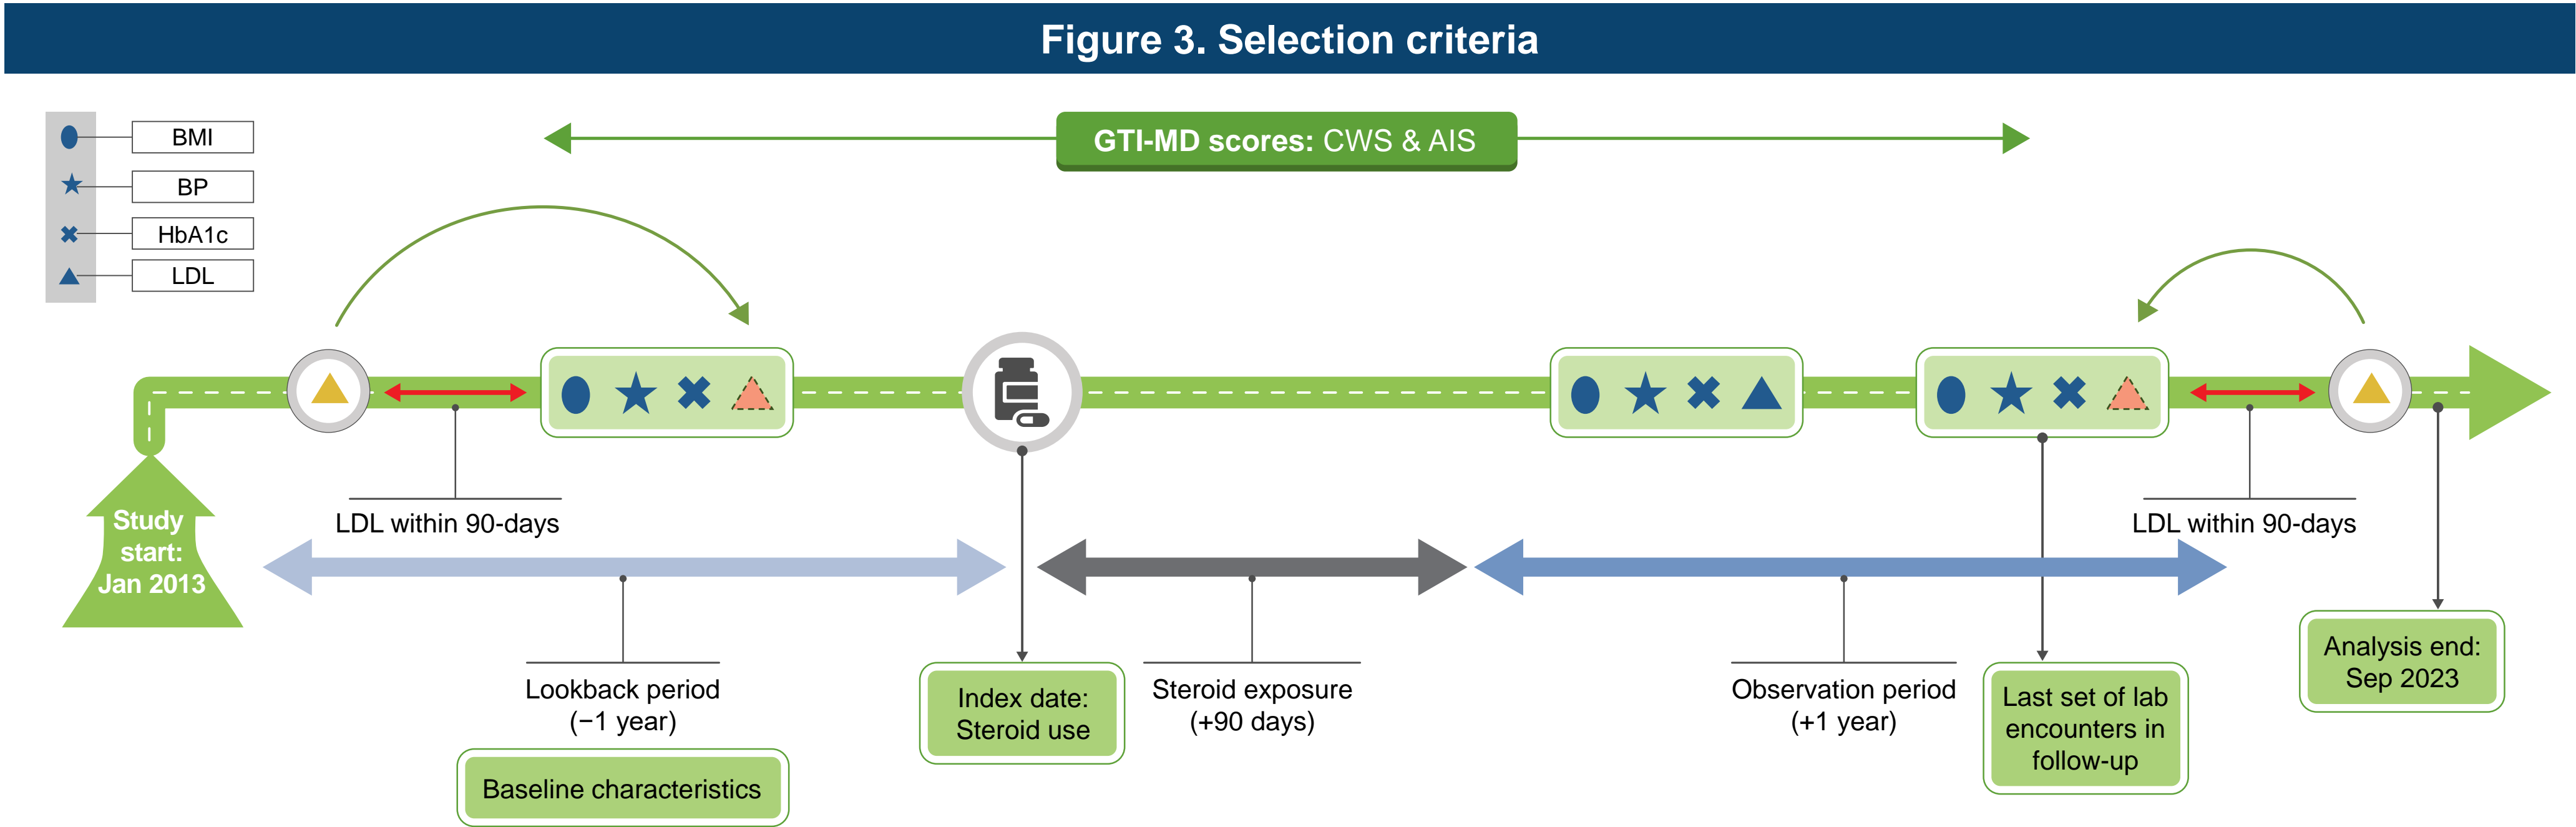 Figure 3. Selection criteria
BMI
BP
HbA1c
LDL
GTI-MD scores: CWS & AIS
Study
start:
Jan 2013
LDL within 90-days
LDL within 90-days
Lookback period
(−1 year)
Baseline characteristics
Index date:
Steroid use
Steroid exposure
(+90 days)
Observation period
(+1 year)
Last set of lab
encounters in
follow-up
Analysis end:
Sep 2023